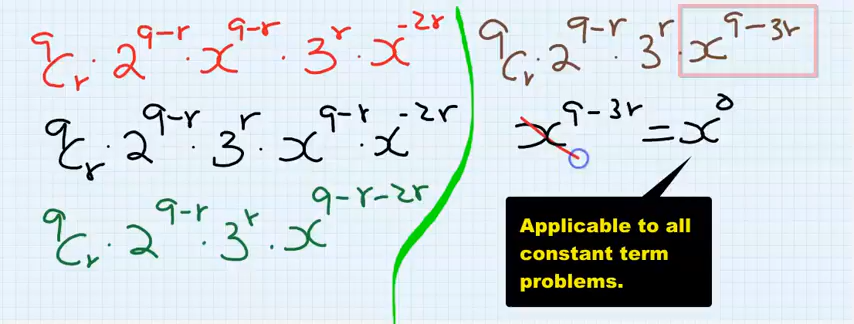 ⁹Cᵣ · 2⁹⁻ʳ · x⁹⁻ʳ · 3ʳ · x⁻²ʳ
⁹Cᵣ · 2⁹⁻ʳ · 3ʳ · x⁹⁻ʳ · x⁻²ʳ
⁹Cᵣ · 2⁹⁻ʳ · 3ʳ · x⁹⁻ʳ⁻²ʳ
⁹Cᵣ · 2⁹⁻ʳ · 3ʳ · x⁹⁻³ʳ
x⁹⁻³ʳ = x⁰
Applicable to all
constant term
problems.